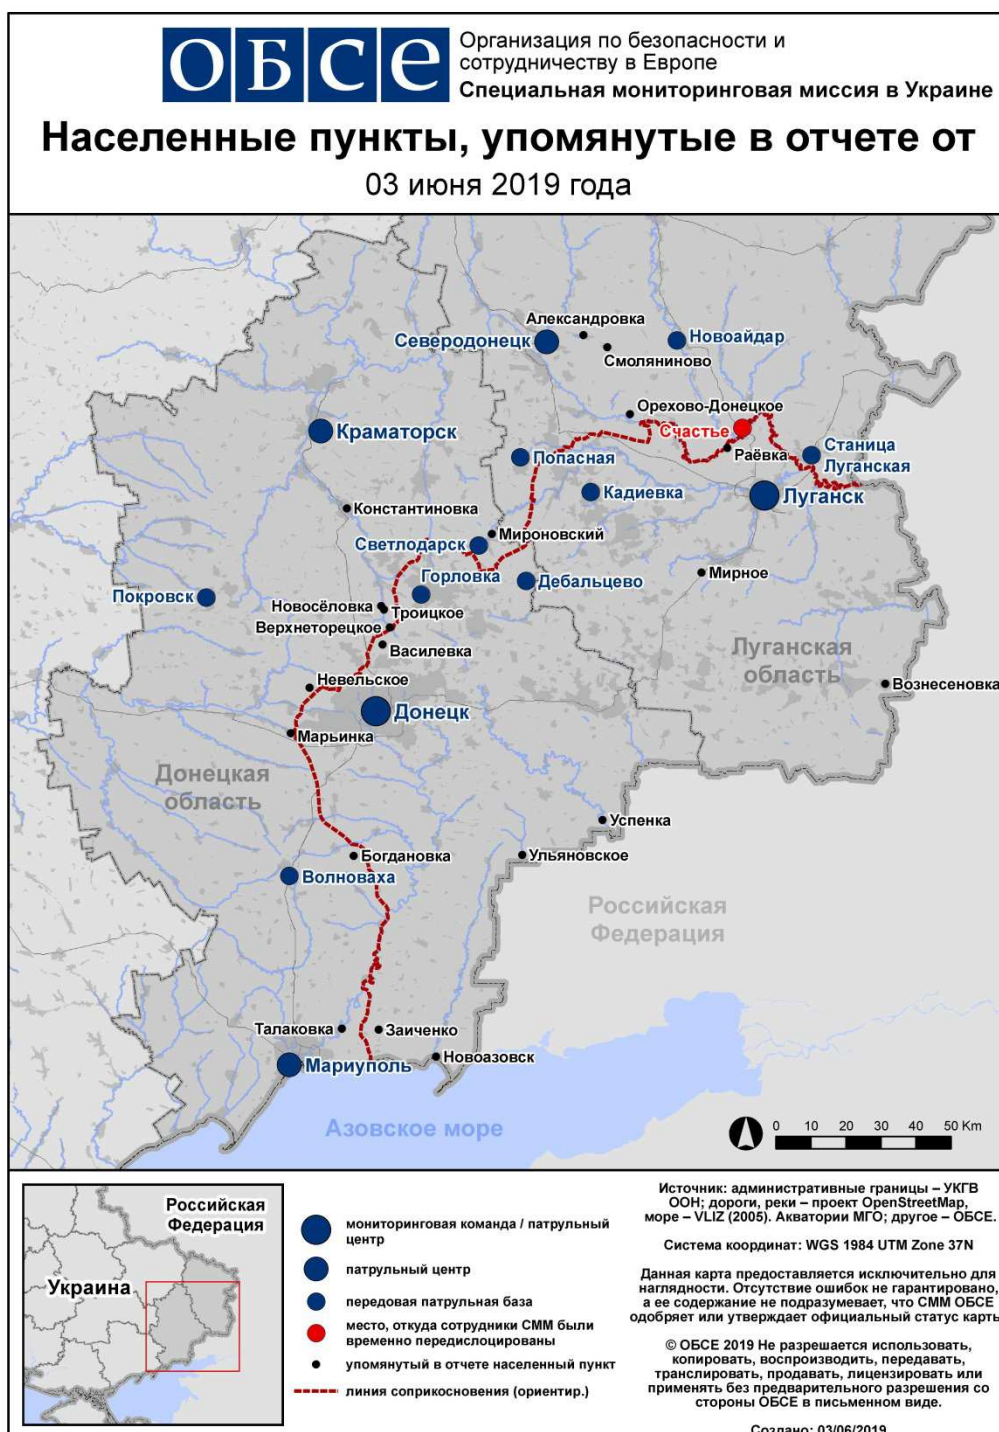 ОБСЕ
Организация по безопасности и
сотрудничеству в Европе
Специальная мониторинговая миссия в Украине
Населенные пункты, упомянутые в отчете от
03 июня 2019 года
Александровка
Северодонецк
Новоайдар
Смоляниново
Орехово-Донецкое
Счастье
Краматорск
Раёвка
Станица
Луганская
Попасная
Кадиевка
Луганск
Константиновка
Мироновский
Светлодарск
Горловка
Дебальцево
Мирное
Покровск
Новосёловка
Троицкое
Верхнеторецкое
Василевка
Луганская
область
Невельское
Вознесеновка
Донецк
Марьинка
Донецкая
область
Успенка
Богдановка
Ульяновское
Волноваха
Российская
Федерация
Талаковка
Заиченко
Новоазовск
Мариуполь
Азовское море
0 10 20 30 40 50 Km
Российская
Федерация
Украина
мониторинговая команда / патрульный
центр
патрульный центр
передовая патрульная база
место, откуда сотрудники СММ были
временно передислоцированы
упомянутый в отчете населенный пункт
линия соприкосновения (ориентир.)
Источник: административные границы – УКГВ
ООН; дороги, реки – проект OpenStreetMap,
море – VLIZ (2005). Акватории МГО; другое – ОБСЕ.
Система координат: WGS 1984 UTM Zone 37N
Данная карта предоставляется исключительно для
наглядности. Отсутствие ошибок не гарантировано,
а ее содержание не подразумевает, что СММ ОБСЕ
одобряет или утверждает официальный статус карты
© ОБСЕ 2019 Не разрешается использовать,
копировать, воспроизводить, передавать,
транслировать, продавать, лицензировать или
применять без предварительного разрешения со
стороны ОБСЕ в письменном виде.
Создано: 03/06/2019